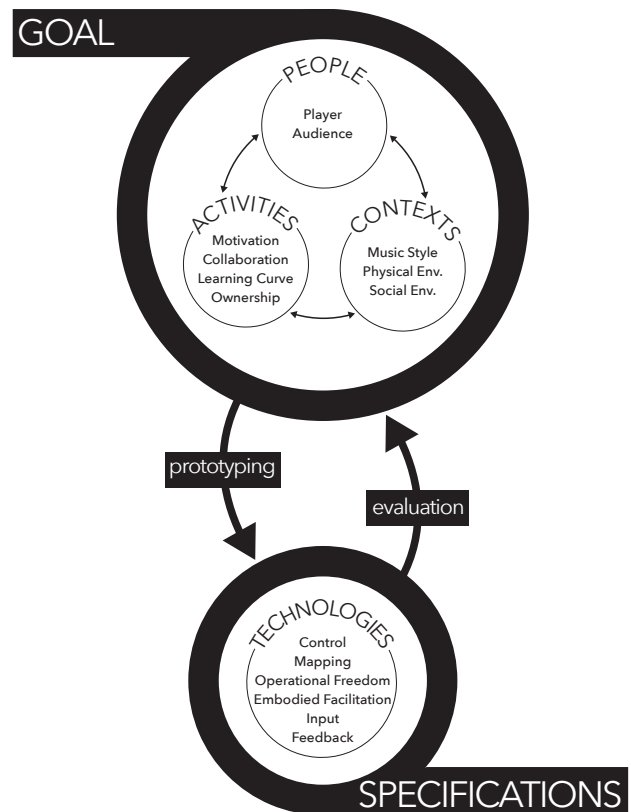 GOAL
PEOPLE
Player
Audience
ACTIVITIES
Motivation
Collaboration
Learning Curve
Ownership
CONTEXTS
Music Style
Physical Env.
Social Env.
prototyping
evaluation
TECHNOLOGIES
Control
Mapping
Operational Freedom
Embodied Facilitation
Input
Feedback
SPECIFICATIONS